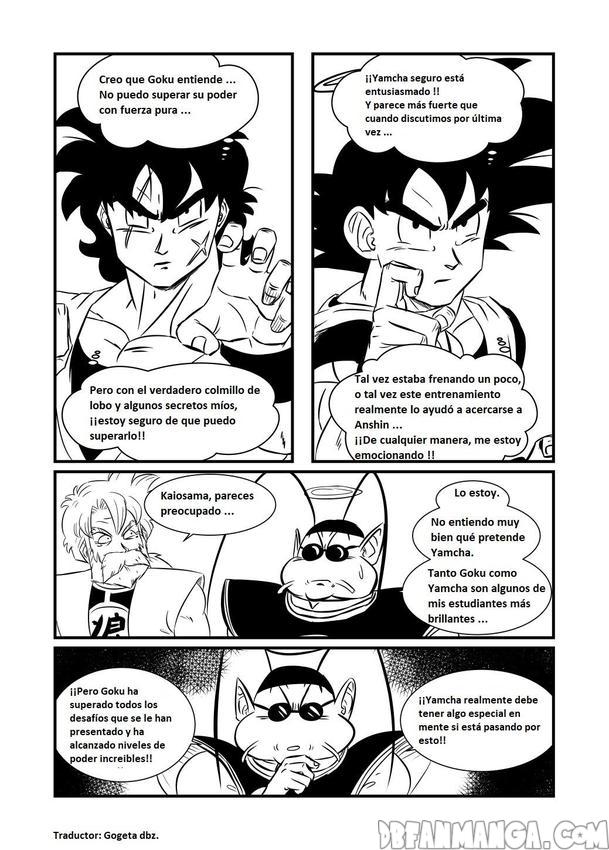 Creo que Goku entiende ...
No puedo superar su poder
con fuerza pura ...
¡¡Yamcha seguro está
entusiasmado !!
Y parece más fuerte que
cuando discutimos por última
vez ...
Pero con el verdadero colmillo de
lobo y algunos secretos míos,
¡¡estoy seguro de que puedo
superarlo!!
Tal vez estaba frenando un poco,
o tal vez este entrenamiento
realmente lo ayudó a acercarse a
Anshin ...
¡¡De cualquier manera, me estoy
emocionando !!
Kaiosama, pareces
preocupado ...
Lo estoy.
No entiendo muy
bien qué pretende
Yamcha.
Tanto Goku como
Yamcha son algunos de
mis estudiantes más
brillantes ...
狼
¡¡Pero Goku ha
superado todos los
desafíos que se le han
presentado y ha
alcanzado niveles de
poder increibles!!
¡¡Yamcha realmente debe
tener algo especial en
mente si está pasando por
esto!!
Traductor: Gogeta dbz.
DBFANMANGA.COM